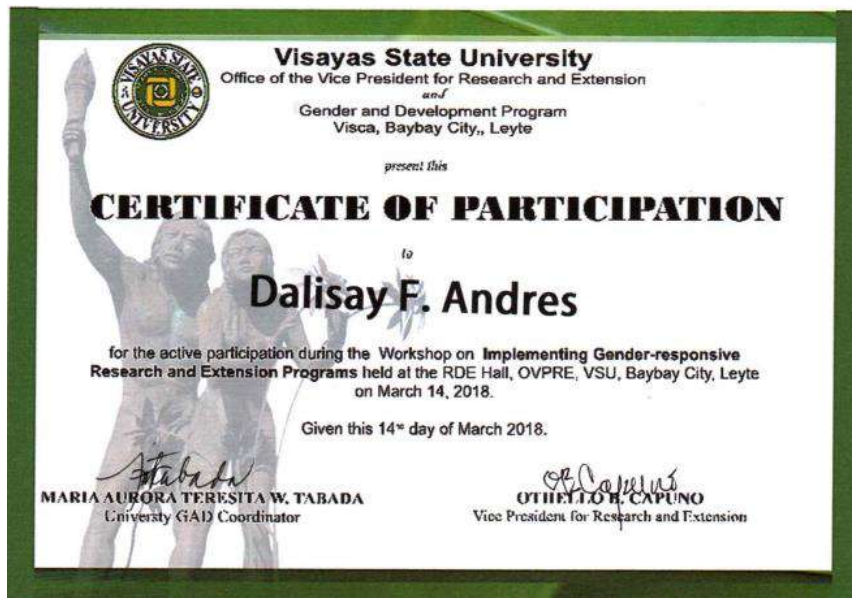 VISAYAS STATE
UNIVERSITY
Visayas State University
Office of the Vice President for Research and Extension
and
Gender and Development Program
Visca, Baybay City,, Leyte
present this
CERTIFICATE OF PARTICIPATION
to
Dalisay F. Andres
for the active participation during the Workshop on Implementing Gender-responsive
Research and Extension Programs held at the RDE Hall, OVPRE, VSU, Baybay City, Leyte
on March 14, 2018.
Given this 14th day of March 2018.
MARIA AURORA TERESITA W. TABADA
University GAD Coordinator
OTHELLO B. CAPUNO
Vice President for Research and Extension